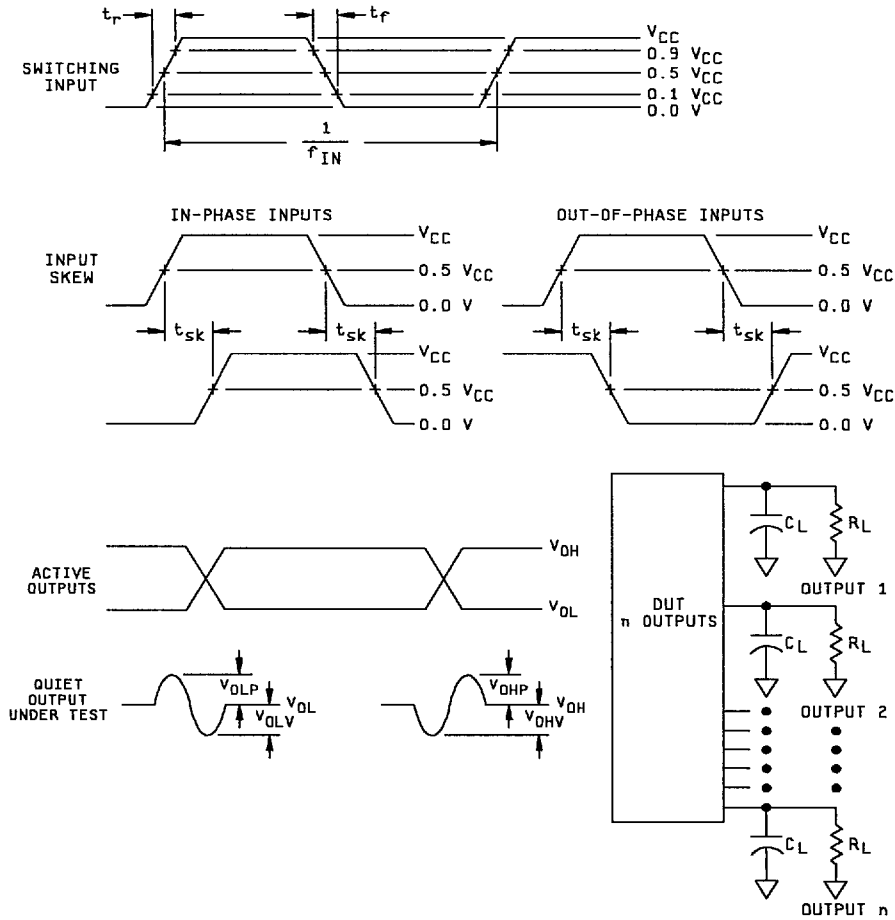 tr
tf
VCC
0.9 VCC
SWITCHING
INPUT
0.5 VCC
0.1 VCC
0.0 V
1
fIN
IN-PHASE INPUTS
OUT-OF-PHASE INPUTS
VCC
VCC
INPUT
SKEW
0.5 VCC
0.5 VCC
0.0 V
0.0 V
tsk
tsk
tsk
tsk
VCC
VCC
0.5 VCC
0.5 VCC
0.0 V
0.0 V
CL
RL
VOH
ACTIVE
OUTPUTS
OUTPUT 1
VOL
DUT
n OUTPUTS
CL
RL
QUIET
OUTPUT
UNDER TEST
VOLP
VOL
VOLV
VOHP
VOH
VOHV
OUTPUT 2
CL
RL
OUTPUT n